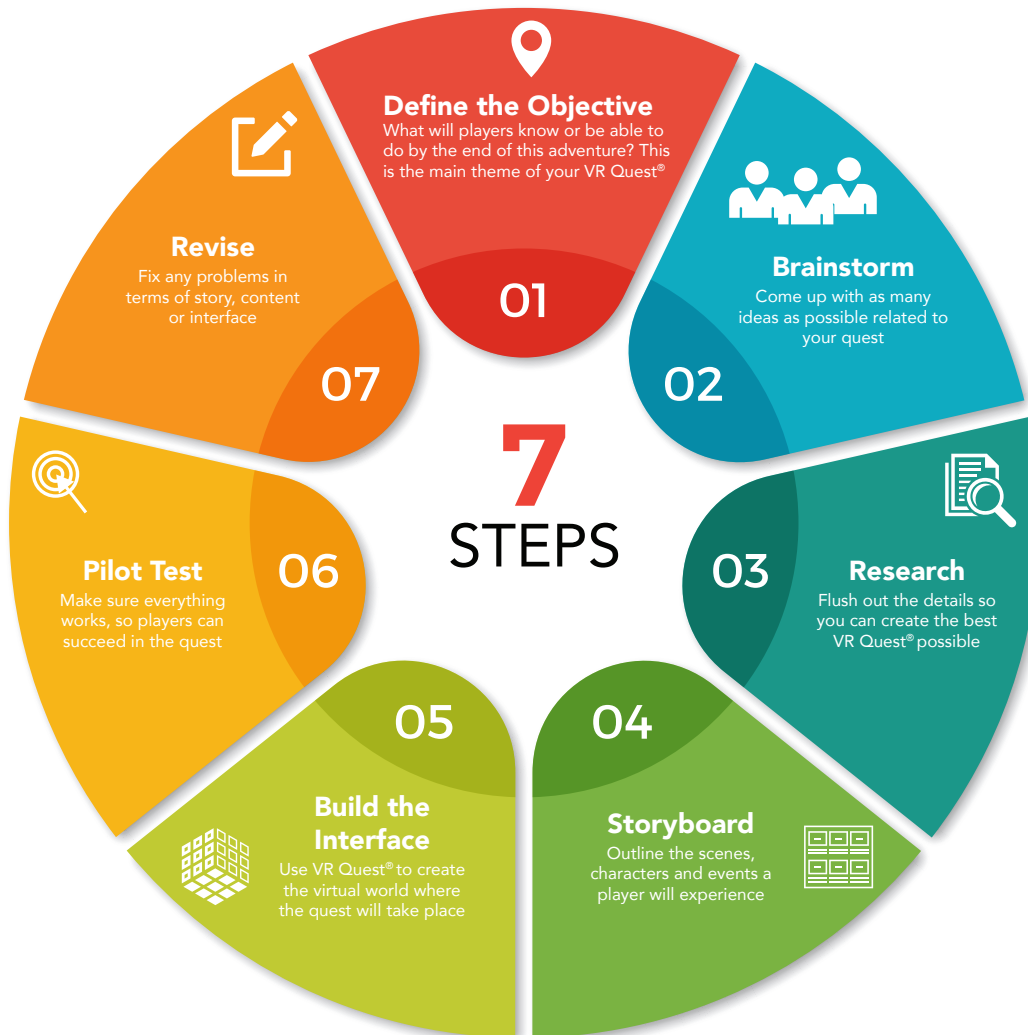 Define the Objective
What will players know or be able to
do by the end of this adventure? This
is the main theme of your VR Quest®
01
Brainstorm
Come up with as many
ideas as possible related to
your quest
02
Research
Flush out the details so
you can create the best
VR Quest® possible
03
Storyboard
Outline the scenes,
characters and events a
player will experience
04
Build the
Interface
Use VR Quest® to create
the virtual world where
the quest will take place
05
Pilot Test
Make sure everything
works, so players can
succeed in the quest
06
Revise
Fix any problems in
terms of story, content
or interface
07
7
STEPS